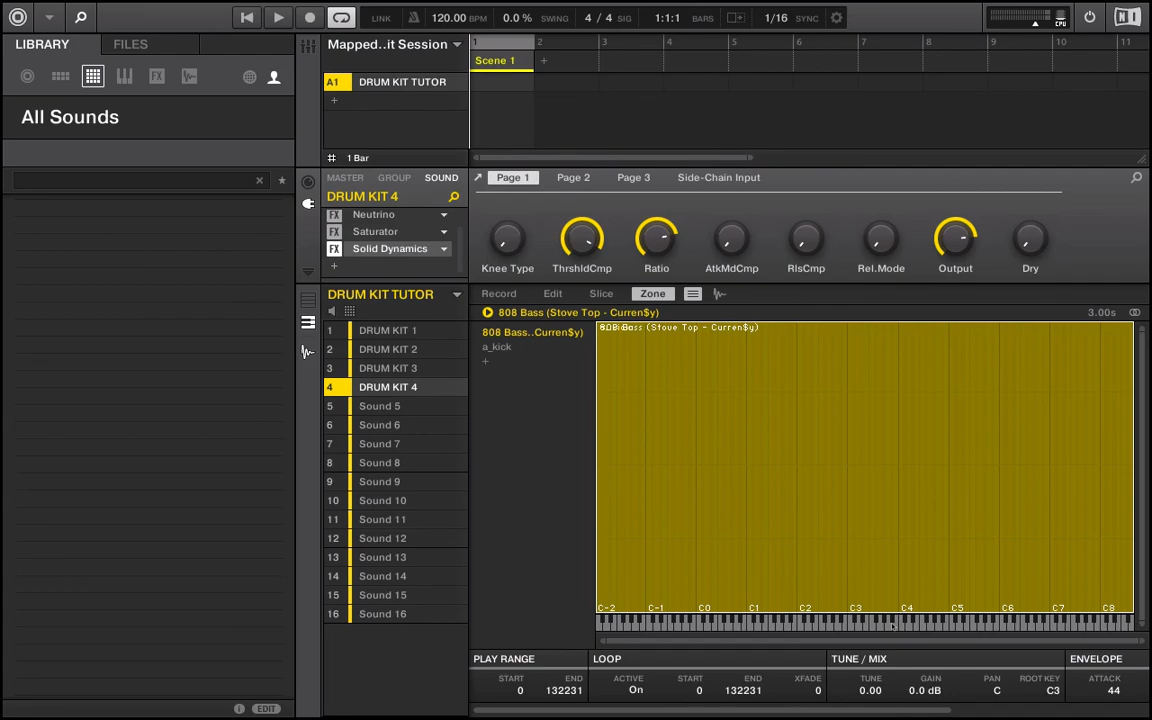 LINK 120.00 BPM 0.0 % SWING 4 / 4 SIG 1:1:1 BARS 1/16 SYNC
LIBRARY FILES
Mapped..it Session
1 2 3 4 5 6 7 8 9 10 11
Scene 1 +
A1 DRUM KIT TUTOR
+
All Sounds
1 Bar
MASTER GROUP SOUND
Page 1 Page 2 Page 3 Side-Chain Input
DRUM KIT 4
FX Neutrino
FX Saturator
FX Solid Dynamics
+
Knee Type ThrshldCmp Ratio AtkMdCmp RlsCmp Rel.Mode Output Dry
DRUM KIT TUTOR
Record Edit Slice Zone
808 Bass (Stove Top - Curren$y) 3.00s
1 DRUM KIT 1
2 DRUM KIT 2
3 DRUM KIT 3
4 DRUM KIT 4
5 Sound 5
6 Sound 6
7 Sound 7
8 Sound 8
9 Sound 9
10 Sound 10
11 Sound 11
12 Sound 12
13 Sound 13
14 Sound 14
15 Sound 15
16 Sound 16
808 Bass..Curren$y)
a_kick
+
Bass (Stove Top - Curren$y)
C-2 C-1 C0 C1 C2 C3 C4 C5 C6 C7 C8
PLAY RANGE LOOP TUNE / MIX ENVELOPE
START END ACTIVE START END XFADE TUNE GAIN PAN ROOT KEY ATTACK
0 132231 On 0 132231 0 0.00 0.0 dB C C3 44
EDIT